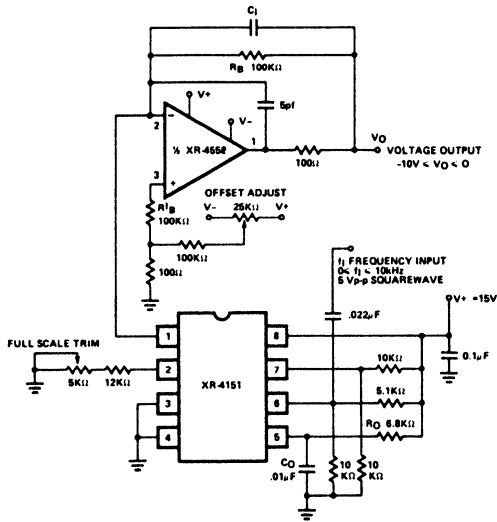 CI
RB 100KΩ
5pf
V+
V-
2
1
3
½ XR-4558
VO
VOLTAGE OUTPUT
-10V < VO < 0
100Ω
OFFSET ADJUST
V- 25KΩ V+
R'B
100KΩ
100KΩ
100Ω
fI FREQUENCY INPUT
0< fI < 10kHz
5 Vp-p SQUAREWAVE
V+ =15V
.022μF
0.1μF
FULL SCALE TRIM
5KΩ 12KΩ
XR-4151
1
2
3
4
8
7
6
5
10KΩ
5.1KΩ
RO 6.8KΩ
CO
.01μF
10
KΩ
10
KΩ